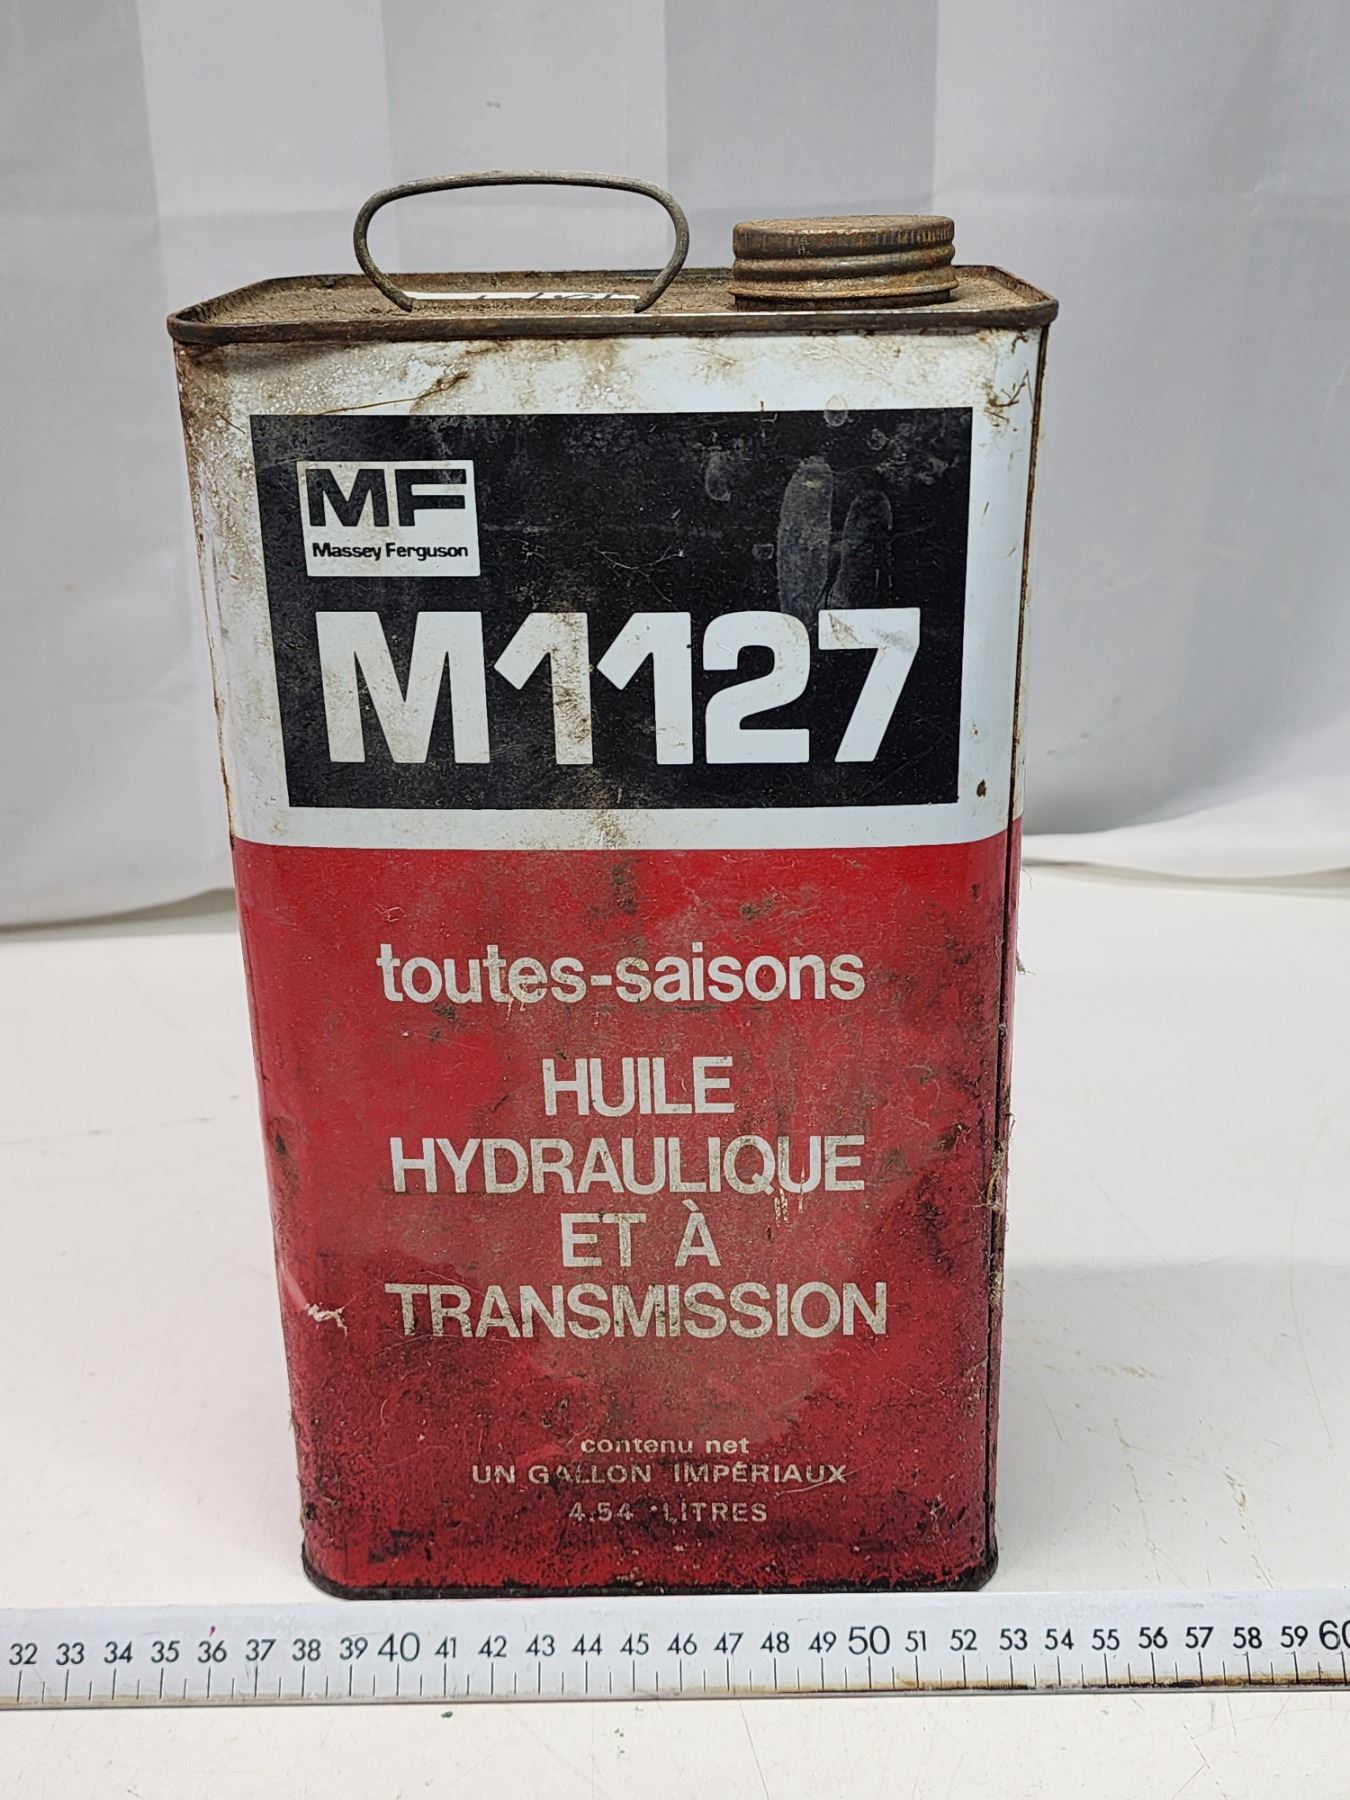 MF
Massey Ferguson
M1127
toutes-saisons
HUILE
HYDRAULIQUE
ET À
TRANSMISSION
contenu net
UN GALLON IMPÉRIAUX
4.54 LITRES
32 33 34 35 36 37 38 39 40 41 42 43 44 45 46 47 48 49 50 51 52 53 54 55 56 57 58 59 60